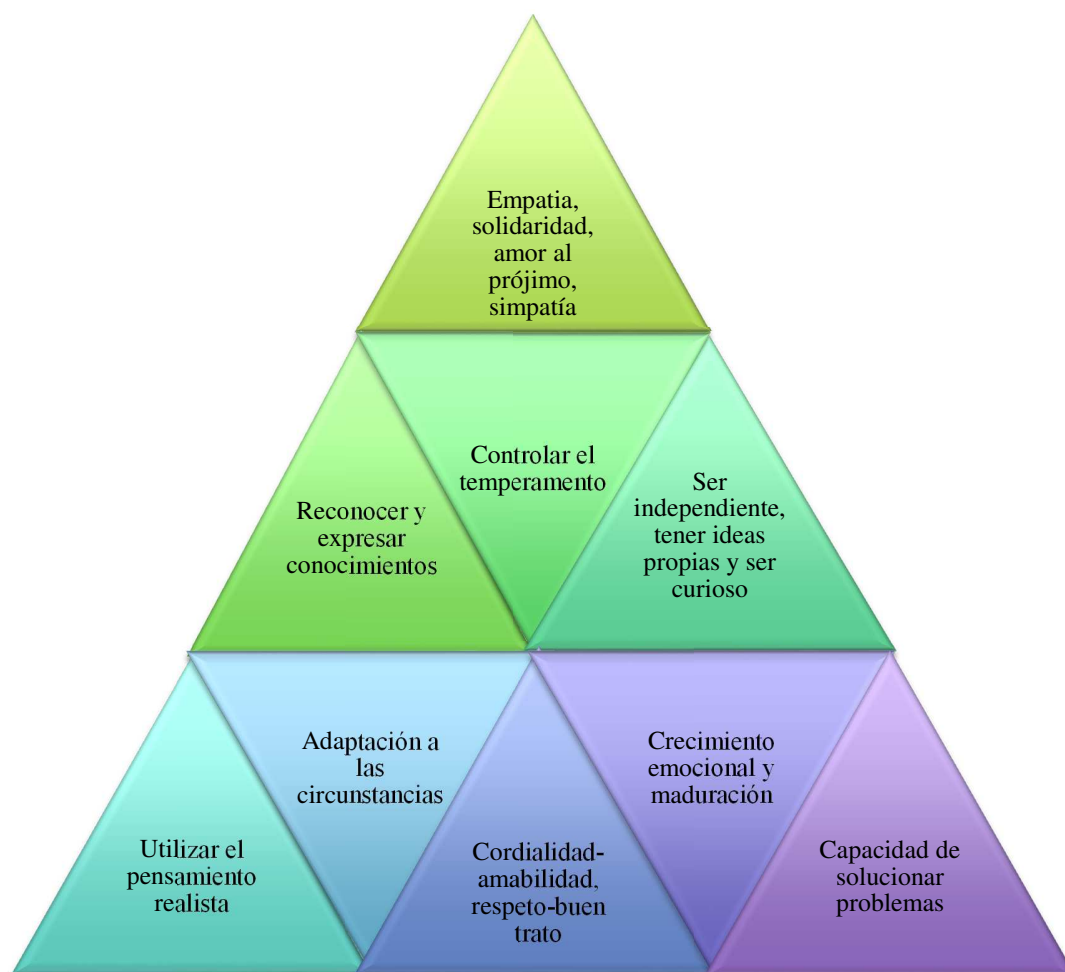 Empatia,
solidaridad,
amor al
prójimo,
simpatía
Reconocer y
expresar
conocimientos
Controlar el
temperamento
Ser
independiente,
tener ideas
propias y ser
curioso
Utilizar el
pensamiento
realista
Adaptación a
las
circunstancias
Cordialidad-
amabilidad,
respeto-buen
trato
Crecimiento
emocional y
maduración
Capacidad de
solucionar
problemas